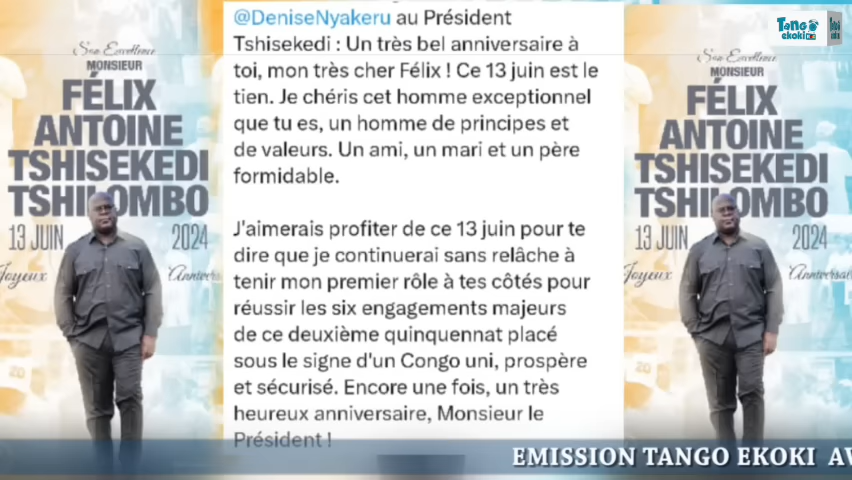 @DeniseNyakeru au Président
Tshisekedi : Un très bel anniversaire à
toi, mon très cher Félix ! Ce 13 juin est le
tien. Je chéris cet homme exceptionnel
que tu es, un homme de principes et
de valeurs. Un ami, un mari et un père
formidable.
J'aimerais profiter de ce 13 juin pour te
dire que je continuerai sans relâche à
tenir mon premier rôle à tes côtés pour
réussir les six engagements majeurs
de ce deuxième quinquennat placé
sous le signe d'un Congo uni, prospère
et sécurisé. Encore une fois, un très
heureux anniversaire, Monsieur le
Président !
Son Excellence
MONSIEUR
FÉLIX
ANTOINE
TSHISEKEDI
TSHILOMBO
13 JUIN 2024
Joyeux Anniversai
Son Excellence
MONSIEUR
FÉLIX
ANTOINE
TSHISEKEDI
TSHILOMBO
13 JUIN 2024
Joyeux Anniversai
Tango
ekoki
EMISSION TANGO EKOKI AV